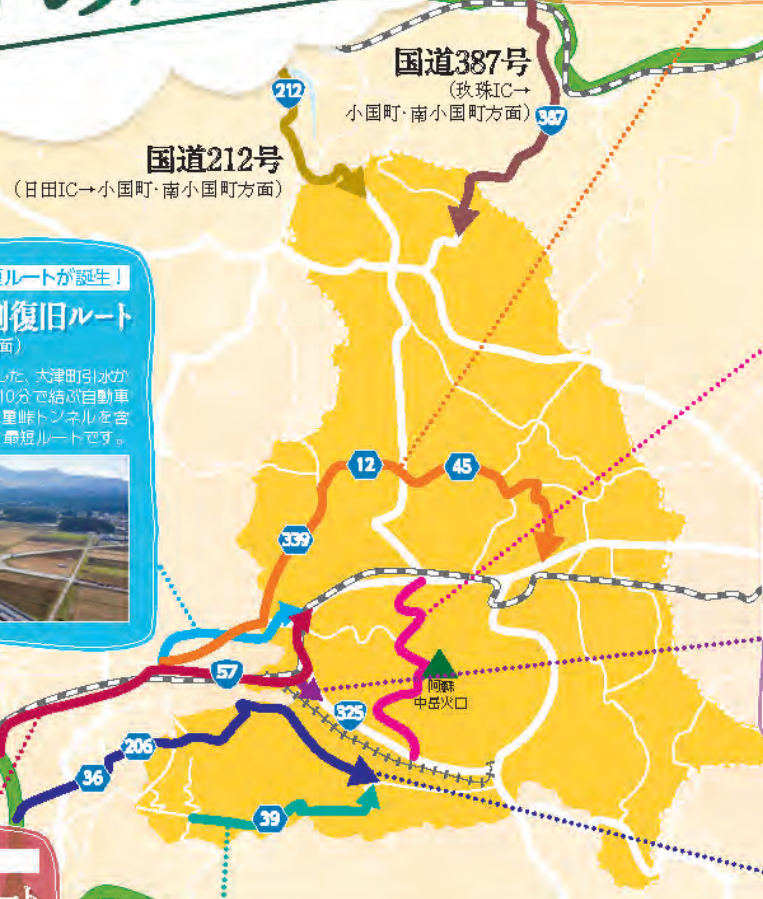 国道387号
(玖珠IC→
小国町・南小国町方面)
387
212
国道212号
(日田IC→小国町・南小国町方面)
ルートが誕生!
復旧ルート
面)
した、大津町引水か
10分で結ぶ自動車
重峠トンネルを含
最短ルートです。
12
45
339
57
325
阿蘇
中岳火口
206
36
39